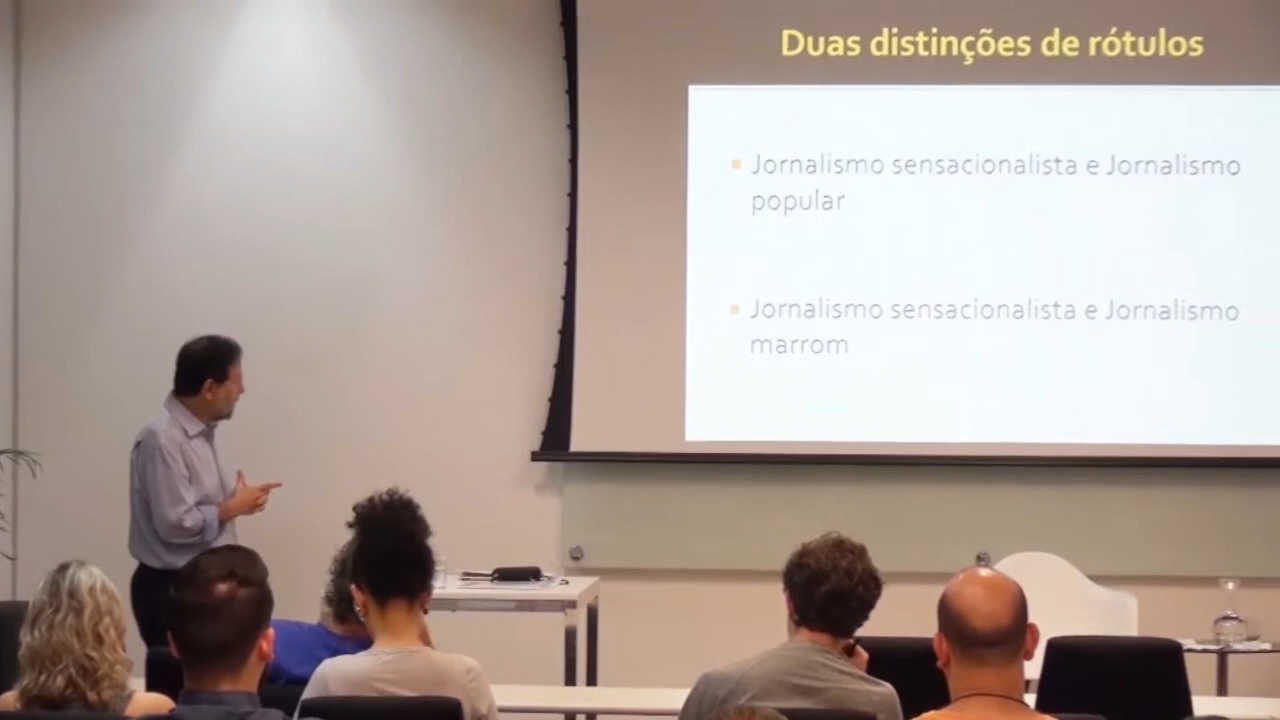 Duas distinções de rótulos
Jornalismo sensacionalista e Jornalismo
popular
Jornalismo sensacionalista e Jornalismo
marrom